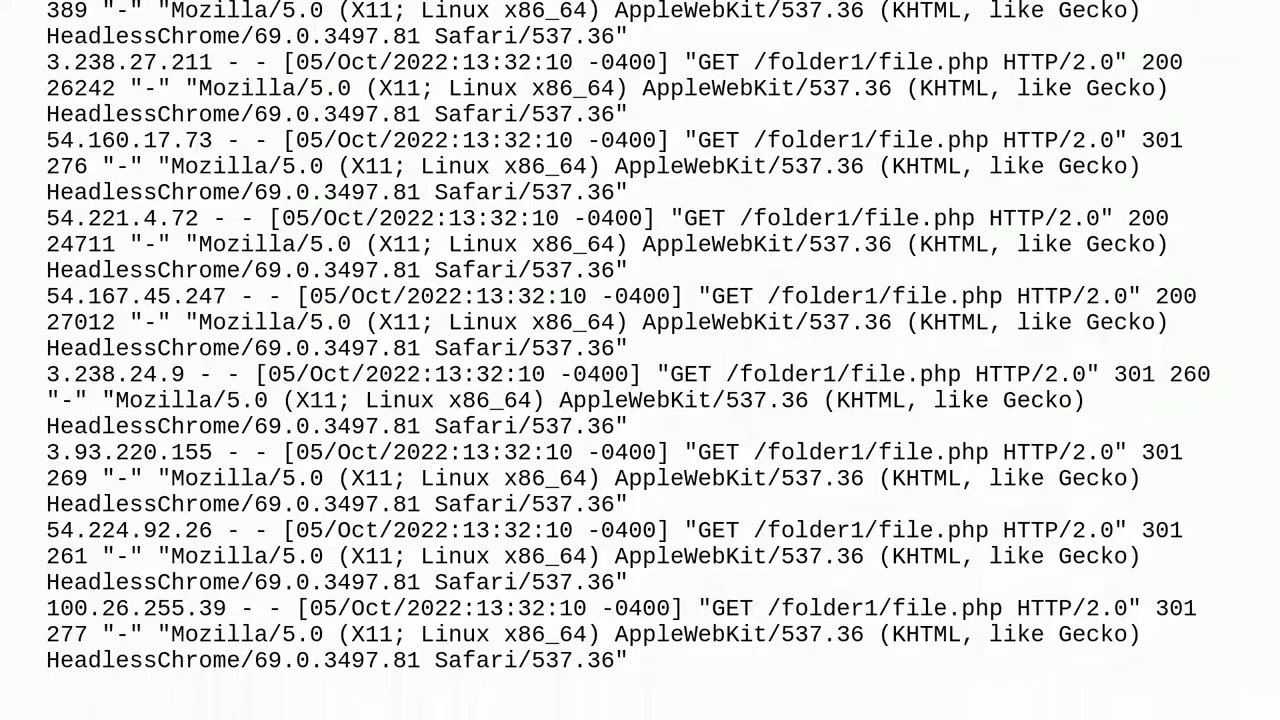 389 "-" "Mozilla/5.0 (X11; Linux x86_64) AppleWebKit/537.36 (KHTML, like Gecko)
HeadlessChrome/69.0.3497.81 Safari/537.36"
3.238.27.211 - - [05/Oct/2022:13:32:10 -0400] "GET /folder1/file.php HTTP/2.0" 200
26242 "-" "Mozilla/5.0 (X11; Linux x86_64) AppleWebKit/537.36 (KHTML, like Gecko)
HeadlessChrome/69.0.3497.81 Safari/537.36"
54.160.17.73 - - [05/Oct/2022:13:32:10 -0400] "GET /folder1/file.php HTTP/2.0" 301
276 "-" "Mozilla/5.0 (X11; Linux x86_64) AppleWebKit/537.36 (KHTML, like Gecko)
HeadlessChrome/69.0.3497.81 Safari/537.36"
54.221.4.72 - - [05/Oct/2022:13:32:10 -0400] "GET /folder1/file.php HTTP/2.0" 200
24711 "-" "Mozilla/5.0 (X11; Linux x86_64) AppleWebKit/537.36 (KHTML, like Gecko)
HeadlessChrome/69.0.3497.81 Safari/537.36"
54.167.45.247 - - [05/Oct/2022:13:32:10 -0400] "GET /folder1/file.php HTTP/2.0" 200
27012 "-" "Mozilla/5.0 (X11; Linux x86_64) AppleWebKit/537.36 (KHTML, like Gecko)
HeadlessChrome/69.0.3497.81 Safari/537.36"
3.238.24.9 - - [05/Oct/2022:13:32:10 -0400] "GET /folder1/file.php HTTP/2.0" 301 260
"-" "Mozilla/5.0 (X11; Linux x86_64) AppleWebKit/537.36 (KHTML, like Gecko)
HeadlessChrome/69.0.3497.81 Safari/537.36"
3.93.220.155 - - [05/Oct/2022:13:32:10 -0400] "GET /folder1/file.php HTTP/2.0" 301
269 "-" "Mozilla/5.0 (X11; Linux x86_64) AppleWebKit/537.36 (KHTML, like Gecko)
HeadlessChrome/69.0.3497.81 Safari/537.36"
54.224.92.26 - - [05/Oct/2022:13:32:10 -0400] "GET /folder1/file.php HTTP/2.0" 301
261 "-" "Mozilla/5.0 (X11; Linux x86_64) AppleWebKit/537.36 (KHTML, like Gecko)
HeadlessChrome/69.0.3497.81 Safari/537.36"
100.26.255.39 - - [05/Oct/2022:13:32:10 -0400] "GET /folder1/file.php HTTP/2.0" 301
277 "-" "Mozilla/5.0 (X11; Linux x86_64) AppleWebKit/537.36 (KHTML, like Gecko)
HeadlessChrome/69.0.3497.81 Safari/537.36"